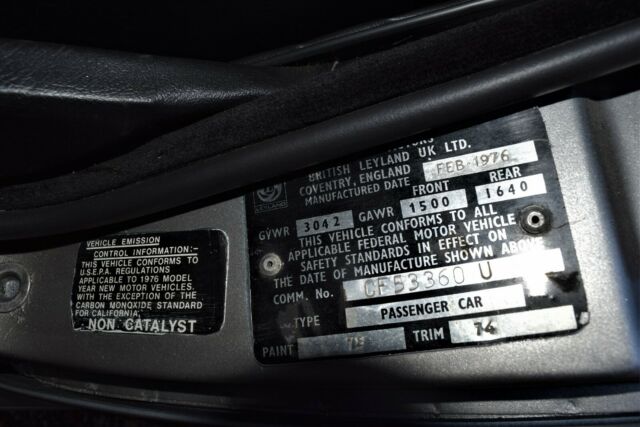 VEHICLE EMISSION
CONTROL INFORMATION:-
THIS VEHICLE CONFORMS TO
U.S.E.P.A. REGULATIONS
APPLICABLE TO 1976 MODEL
YEAR NEW MOTOR VEHICLES.
WITH THE EXCEPTION OF THE
CARBON MONOXIDE STANDARD
FOR CALIFORNIA.
NON CATALYST
BRITISH LEYLAND UK LTD.
COVENTRY, ENGLAND
MANUFACTURED DATE FEB 1976
LEYLAND
FRONT REAR
GVWR 3042 GAWR 1500 1640
THIS VEHICLE CONFORMS TO ALL
APPLICABLE FEDERAL MOTOR VEHICLE
SAFETY STANDARDS IN EFFECT ON
THE DATE OF MANUFACTURE SHOWN ABOVE
COMM. No. U
TYPE PASSENGER CAR
PAINT TRIM 74